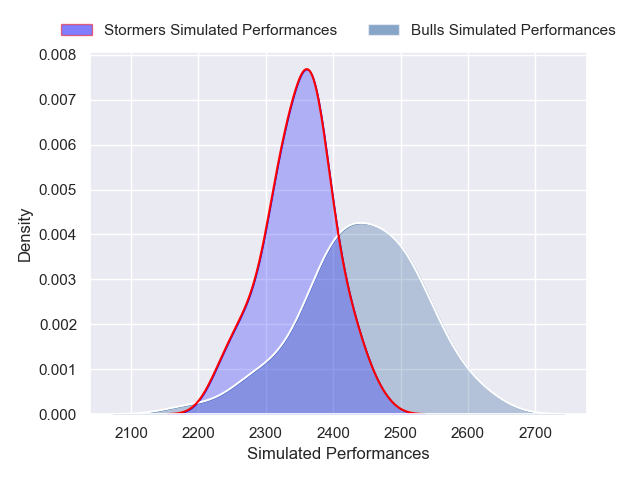 Stormers Simulated Performances Bulls Simulated Performances
0.008
0.007
0.006
0.005
0.004
0.003
0.002
0.001
0.000
Density
2100 2200 2300 2400 2500 2600 2700
Simulated Performances